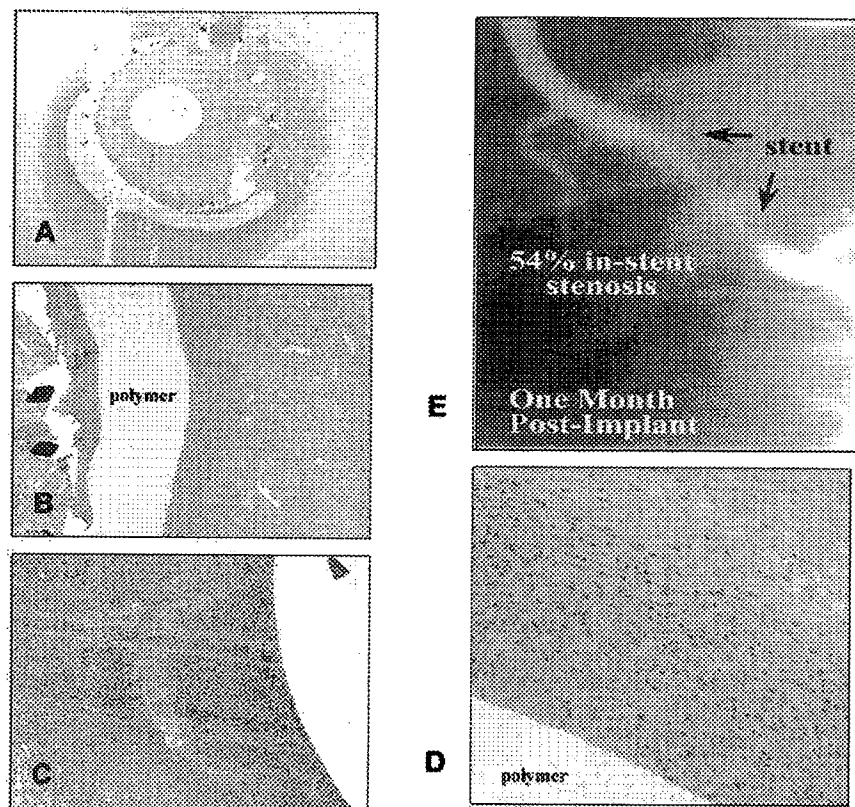 A
polymer
B
C
stent
54% in-stent
stenosis
One Month
Post-Implant
E
polymer
D